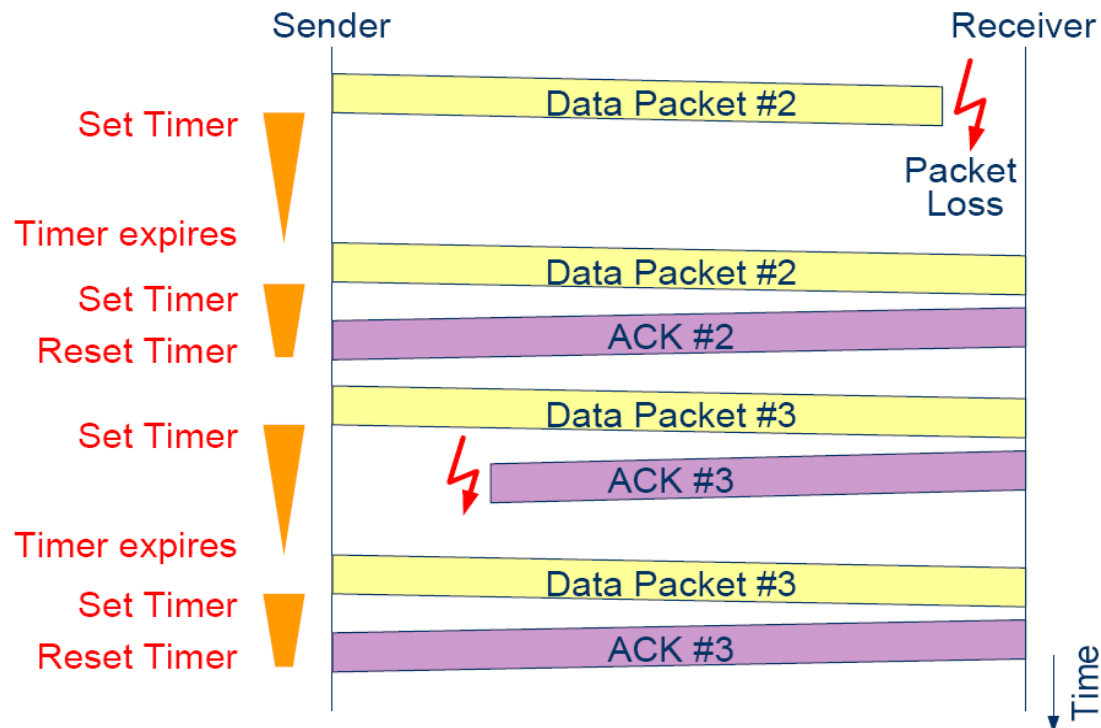 Sender
Receiver
Data Packet #2
Set Timer
Packet
Loss
Timer expires
Data Packet #2
Set Timer
ACK #2
Reset Timer
Data Packet #3
Set Timer
ACK #3
Timer expires
Data Packet #3
Set Timer
ACK #3
Reset Timer
Time